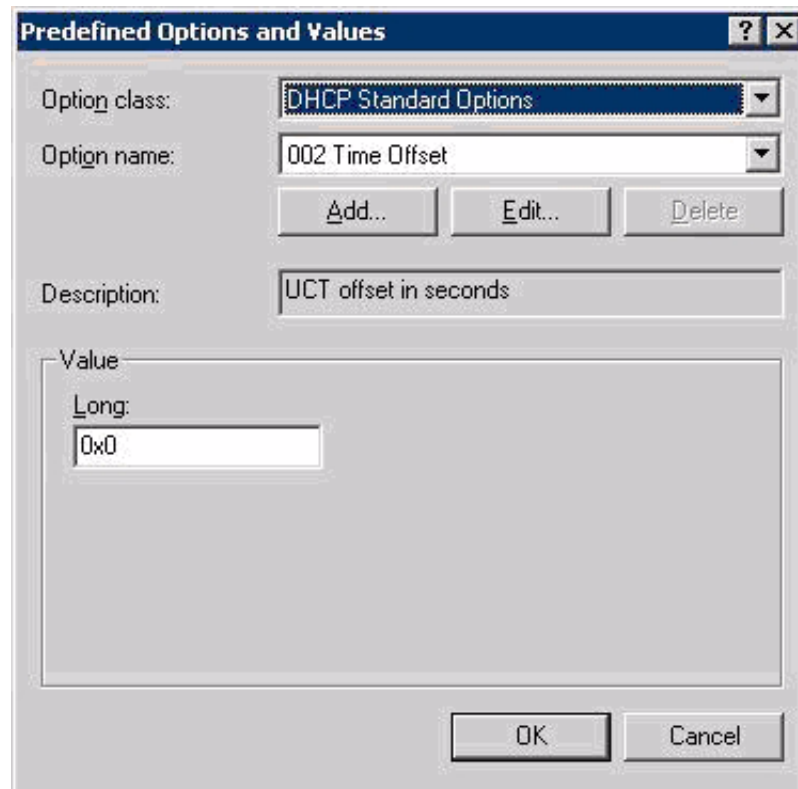 Predefined Options and Values
Option class:
DHCP Standard Options
Option name:
002 Time Offset
Add...
Edit...
Delete
Description:
UCT offset in seconds
Value
Long:
0x0
OK
Cancel